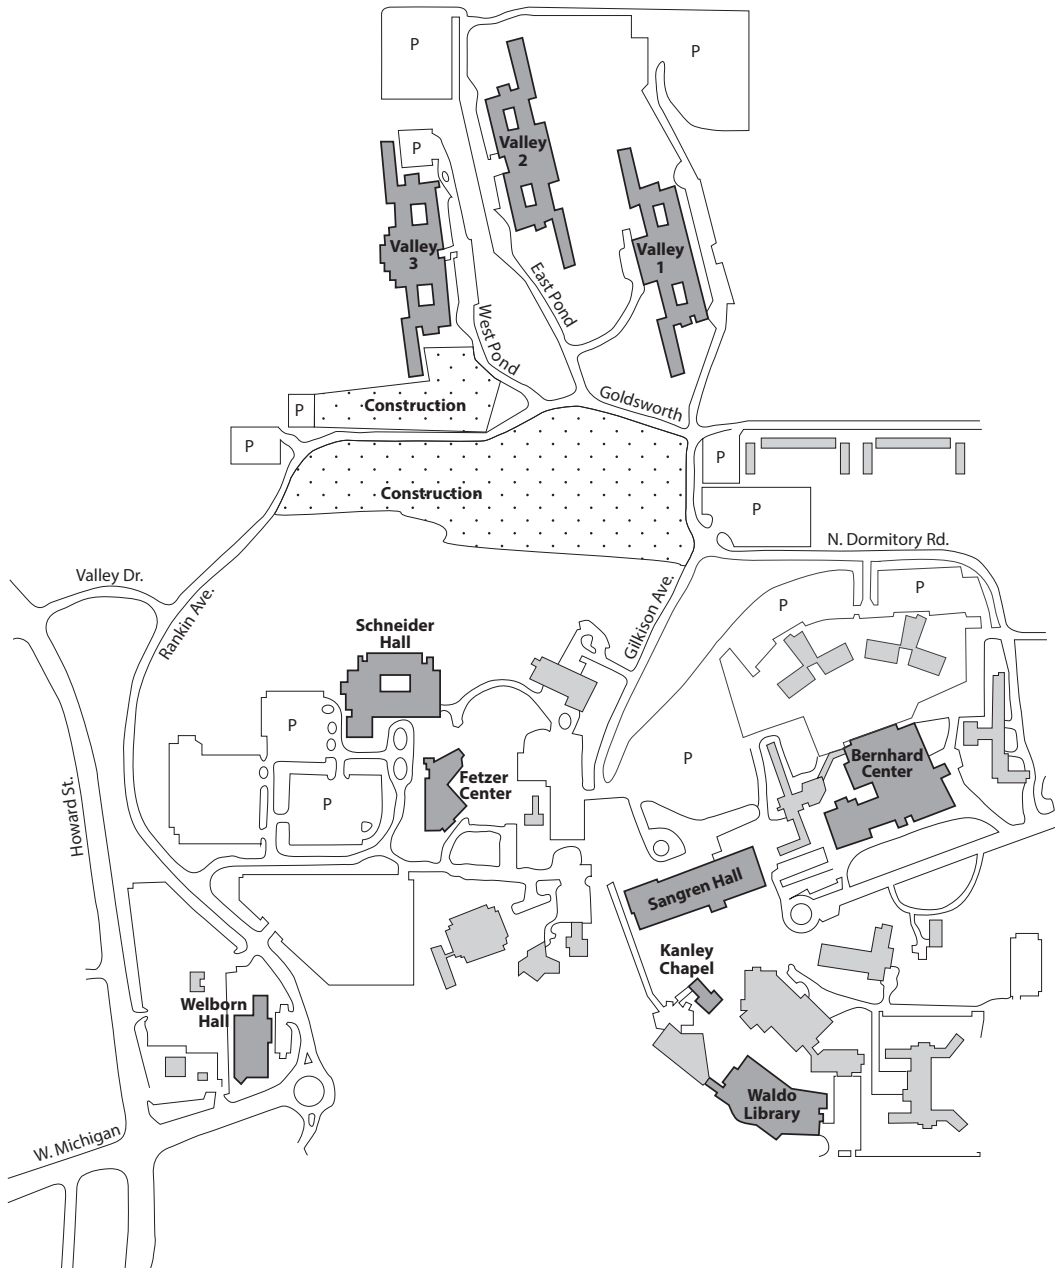 P
P
Valley
2
P
Valley
3
Valley
1
East Pond
West Pond
Goldsworth
P
Construction
P
P
Construction
P
N. Dormitory Rd.
Valley Dr.
Rankin Ave.
Gilkison Ave.
P
P
Schneider
Hall
P
P
Bernhard
Center
Fetzer
Center
P
Howard St.
Sangren Hall
Kanley
Chapel
Welborn
Hall
Waldo
Library
W. Michigan